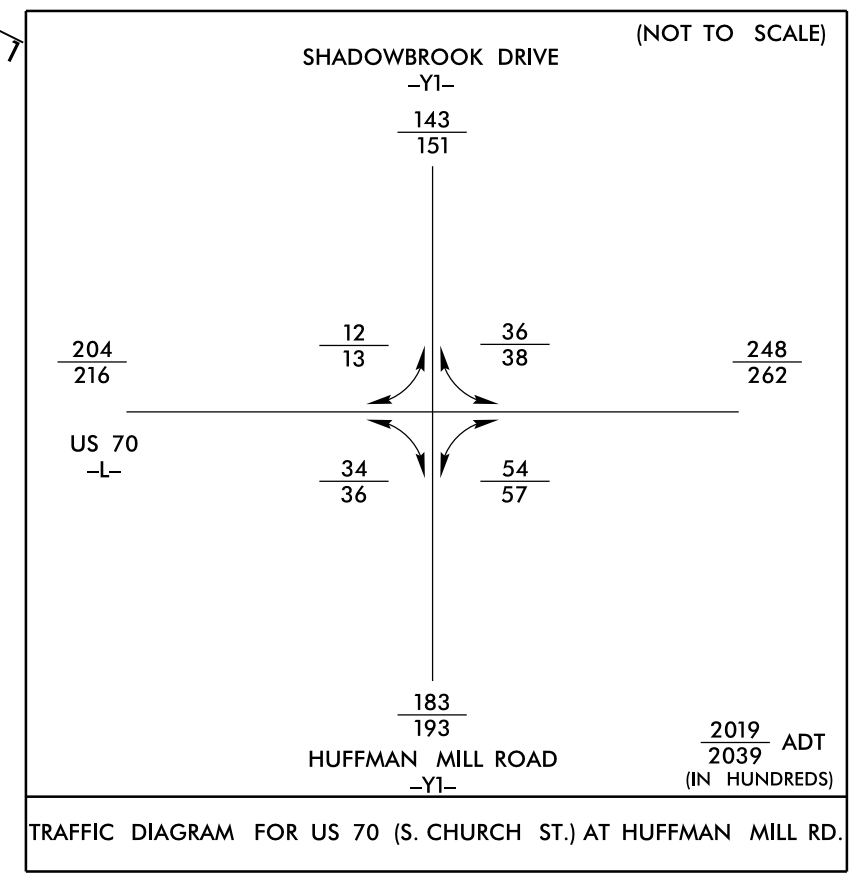 (NOT TO SCALE)
1
SHADOWBROOK DRIVE
–Y1–
143
151
12
13
36
38
204
216
248
262
US 70
–L–
34
36
54
57
183
193
HUFFMAN MILL ROAD
–Y1–
2019
2039
ADT
(IN HUNDREDS)
TRAFFIC DIAGRAM FOR US 70 (S. CHURCH ST.) AT HUFFMAN MILL RD.